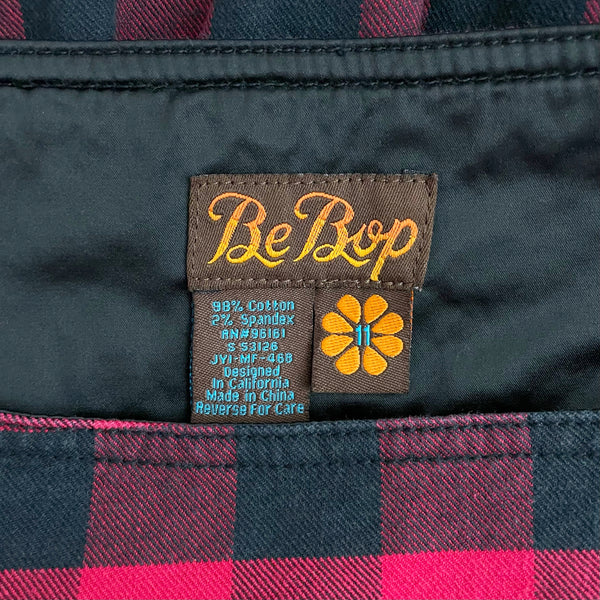 Be Bop
98% Cotton
2% Spandex
RN#96161
S S3126
JYI-MF-468
Designed
In California
Made in China
Reverse For Care
11